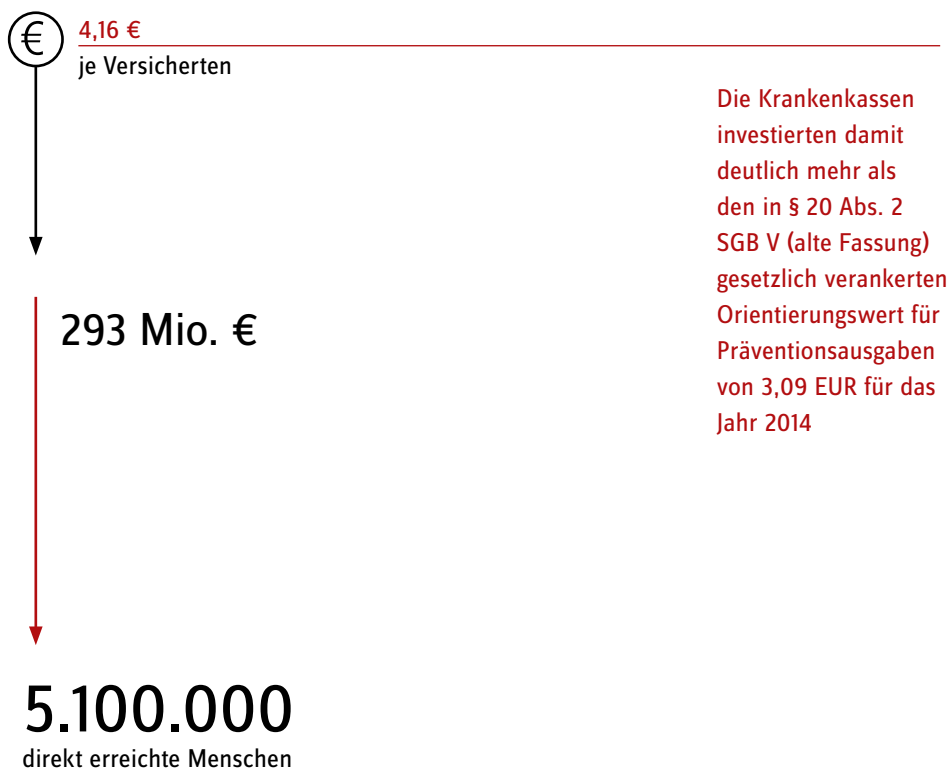 €
4,16 €
je Versicherten
Die Krankenkassen
investierten damit
deutlich mehr als
den in § 20 Abs. 2
SGB V (alte Fassung)
gesetzlich verankerten
Orientierungswert für
Präventionsausgaben
von 3,09 EUR für das
Jahr 2014
293 Mio. €
5.100.000
direkt erreichte Menschen